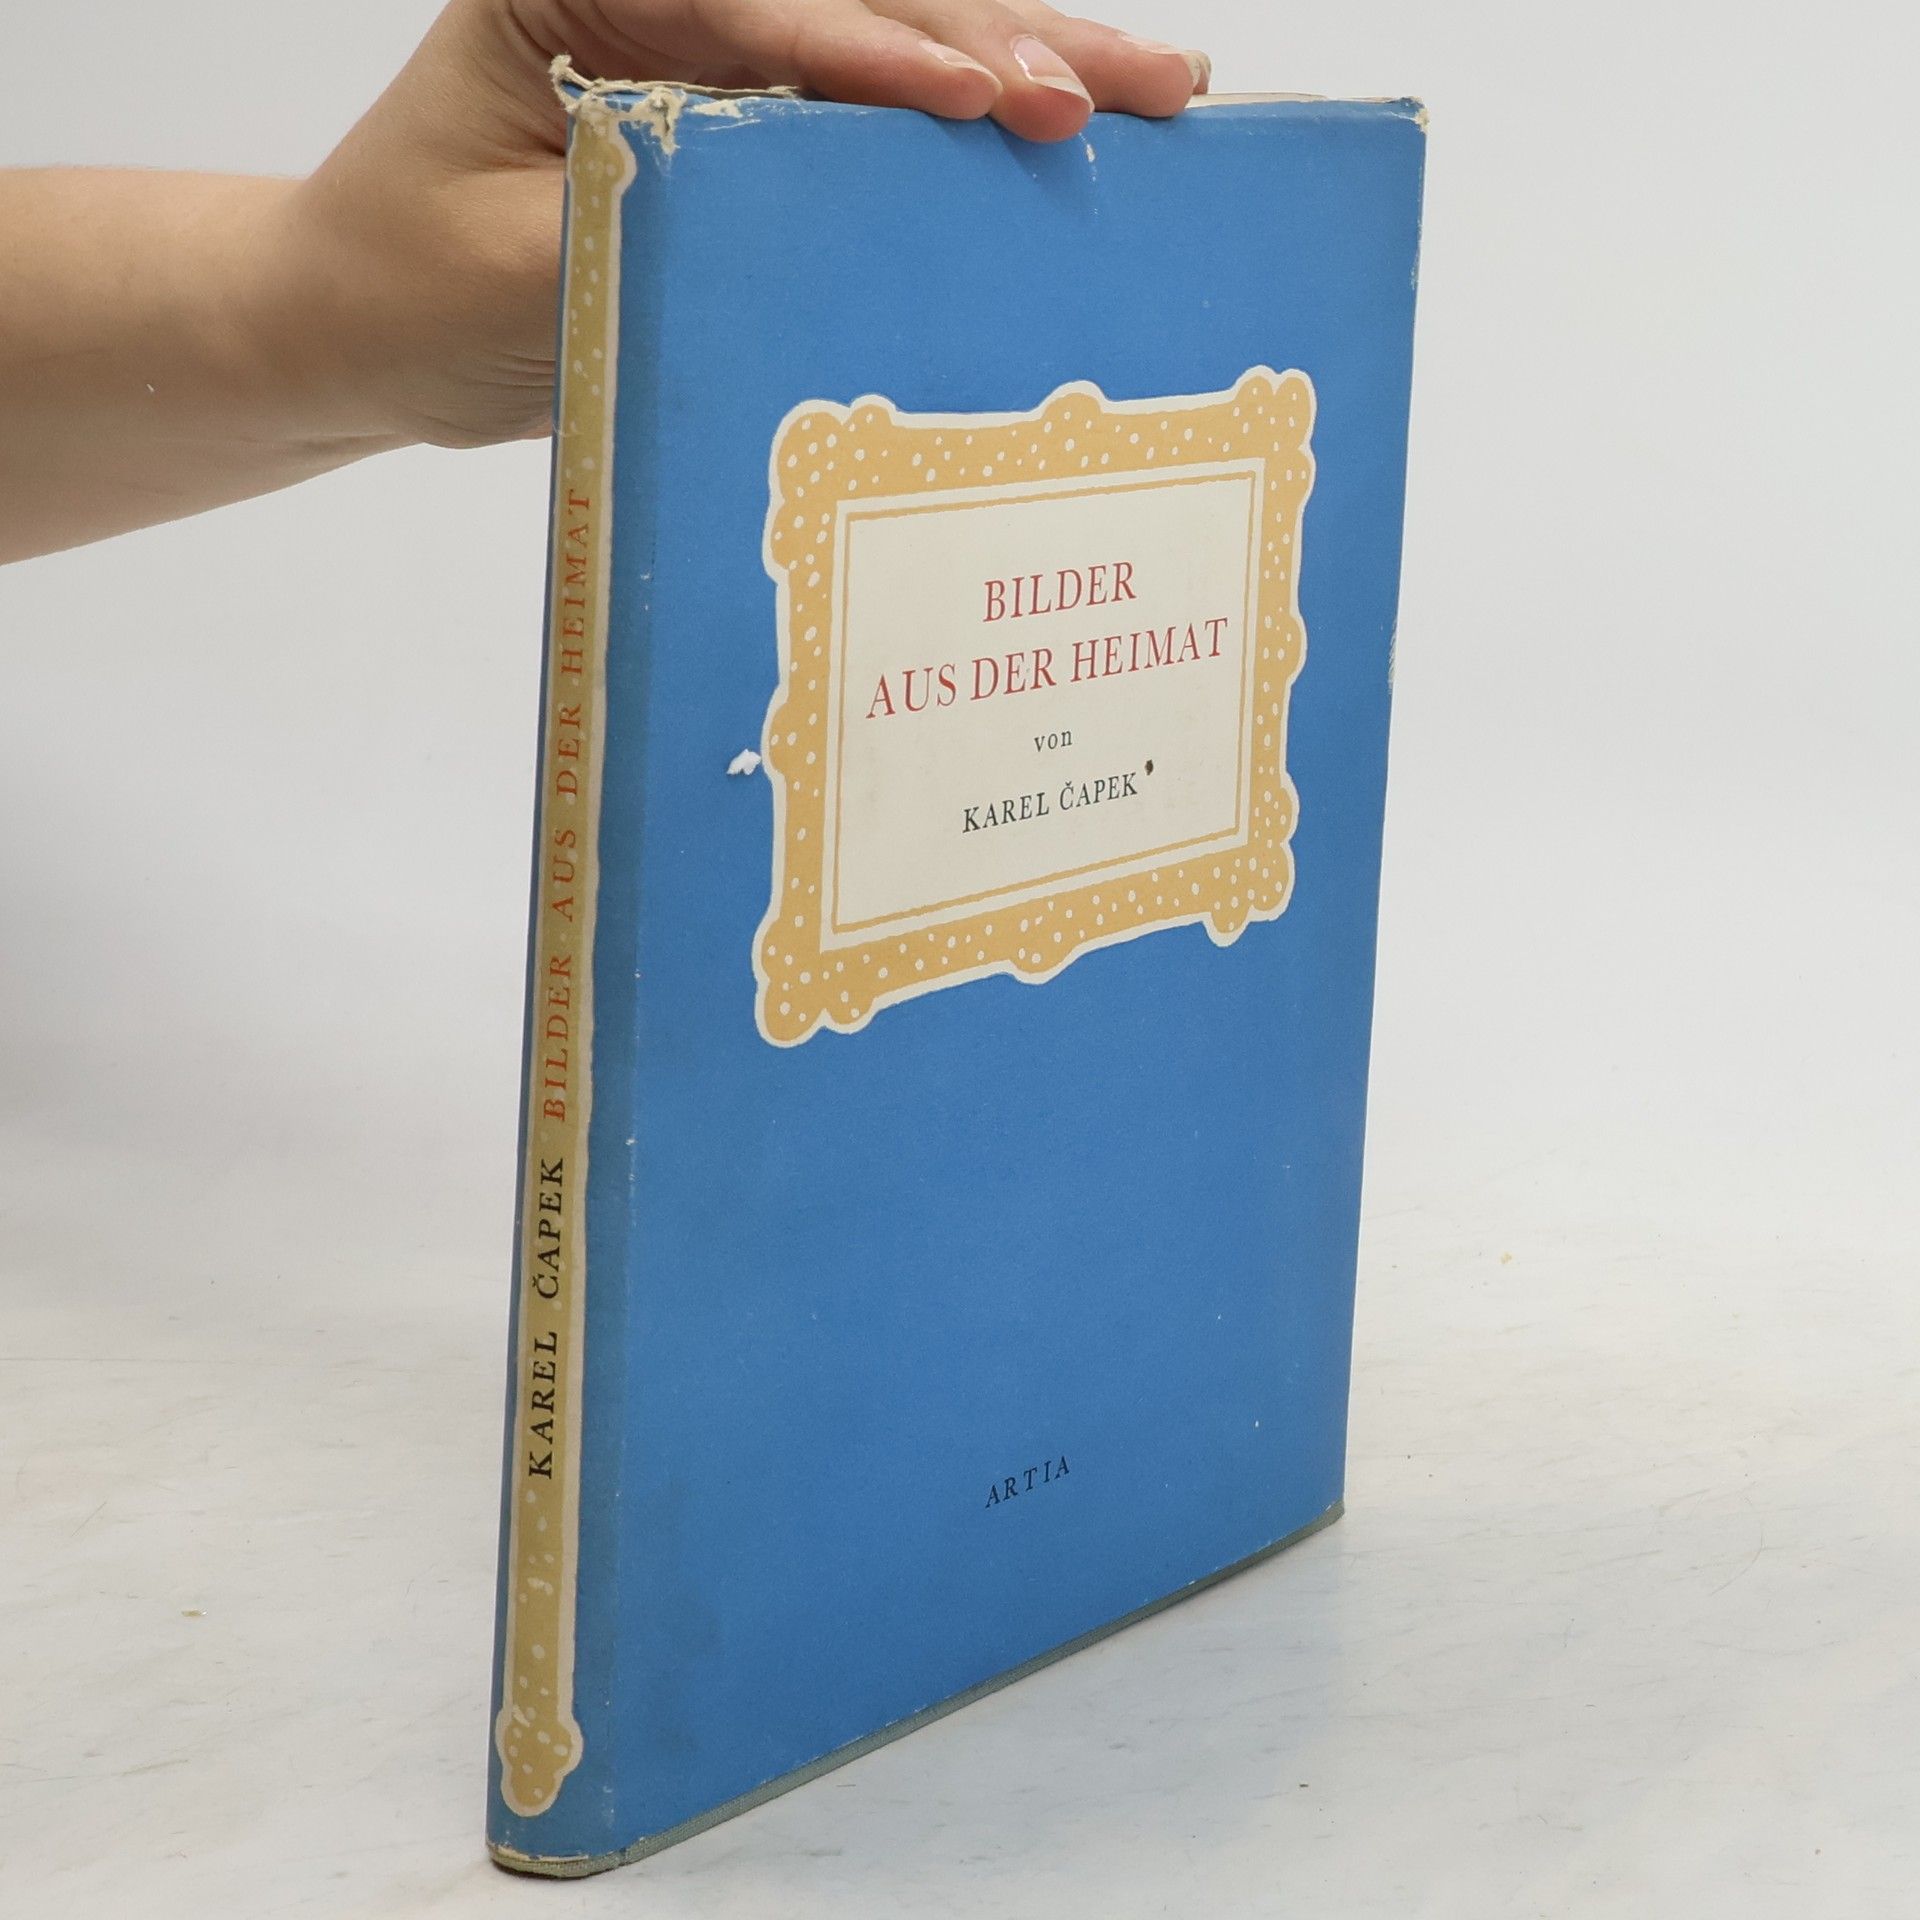 BILDER
AUS DER HEIMAT
von
KAREL ČAPEK
ARTIA
KAREL ČAPEK BILDER AUS DER HEIMAT